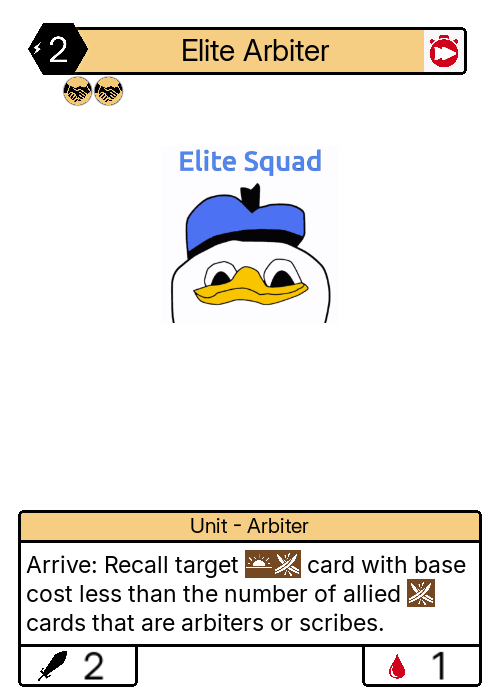 2
Elite Arbiter
Elite Squad
Unit - Arbiter
Arrive: Recall target card with base
cost less than the number of allied
cards that are arbiters or scribes.
2
1